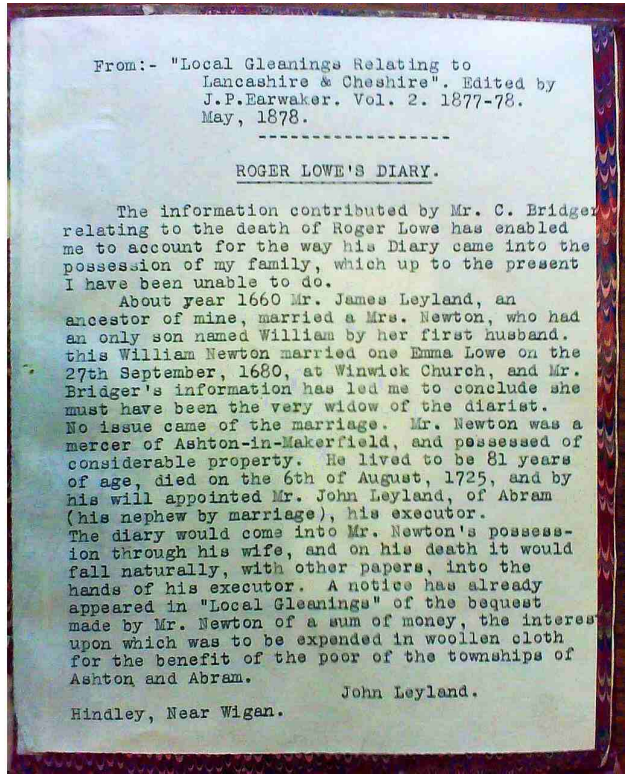 From:- "Local Gleanings Relating to
Lancashire & Cheshire". Edited by
J.P.Earwaker. Vol. 2. 1877-78.
May, 1878.
------------------
ROGER LOWE'S DIARY.
The information contributed by Mr. C. Bridger
relating to the death of Roger Lowe has enabled
me to account for the way his Diary came into the
possession of my family, which up to the present
I have been unable to do.
About year 1660 Mr. James Leyland, an
ancestor of mine, married a Mrs. Newton, who had
an only son named William by her first husband.
this William Newton married one Emma Lowe on the
27th September, 1680, at Winwick Church, and Mr.
Bridger's information has led me to conclude she
must have been the very widow of the diarist.
No issue came of the marriage. Mr. Newton was a
mercer of Ashton-in-Makerfield, and possessed of
considerable property. He lived to be 81 years
of age, died on the 6th of August, 1725, and by
his will appointed Mr. John Leyland, of Abram
(his nephew by marriage), his executor.
The diary would come into Mr. Newton's possess-
ion through his wife, and on his death it would
fall naturally, with other papers, into the
hands of his executor. A notice has already
appeared in "Local Gleanings" of the bequest
made by Mr. Newton of a sum of money, the interes
upon which was to be expended in woollen cloth
for the benefit of the poor of the townships of
Ashton and Abram.
John Leyland.
Hindley, Near Wigan.